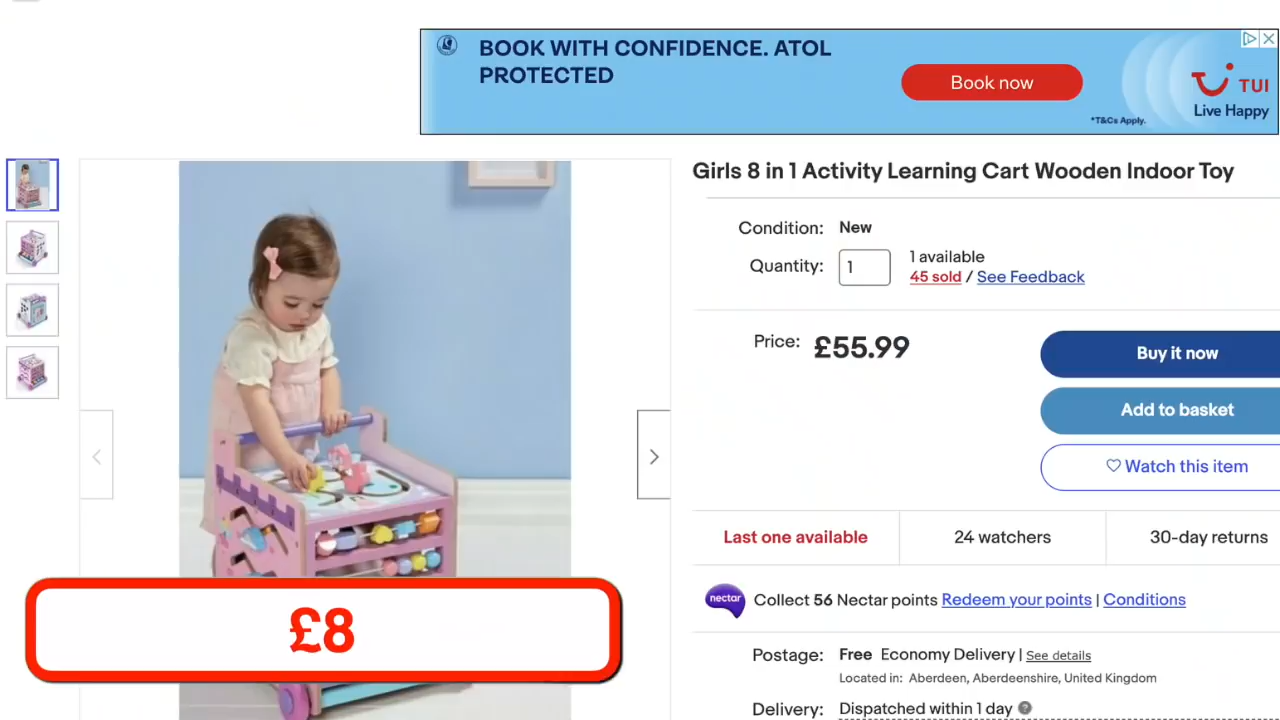 BOOK WITH CONFIDENCE. ATOL
PROTECTED
Book now
*T&Cs Apply.
TUI
Live Happy
Girls 8 in 1 Activity Learning Cart Wooden Indoor Toy
Condition: New
Quantity: 1
1 available
45 sold / See Feedback
Price: £55.99
Buy it now
Add to basket
Watch this item
Last one available
24 watchers
30-day returns
nectar
Collect 56 Nectar points Redeem your points | Conditions
£8
Postage: Free Economy Delivery | See details
Located in: Aberdeen, Aberdeenshire, United Kingdom
Delivery: Dispatched within 1 day ?